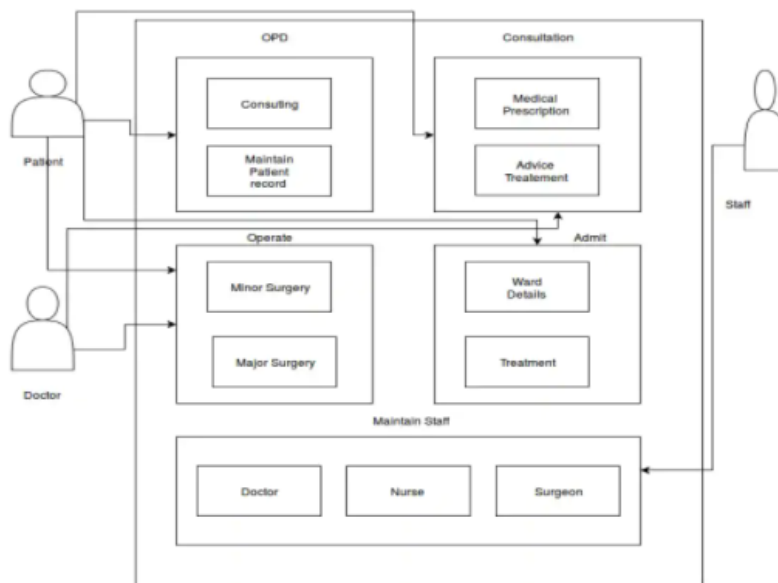 OPD
Consultation
Consuting
Medical
Prescription
Maintain
Patient
record
Advice
Treatement
Patient
Staff
Operate
Admit
Minor Surgery
Ward
Details
Major Surgery
Treatment
Doctor
Maintain Staff
Doctor
Nurse
Surgeon